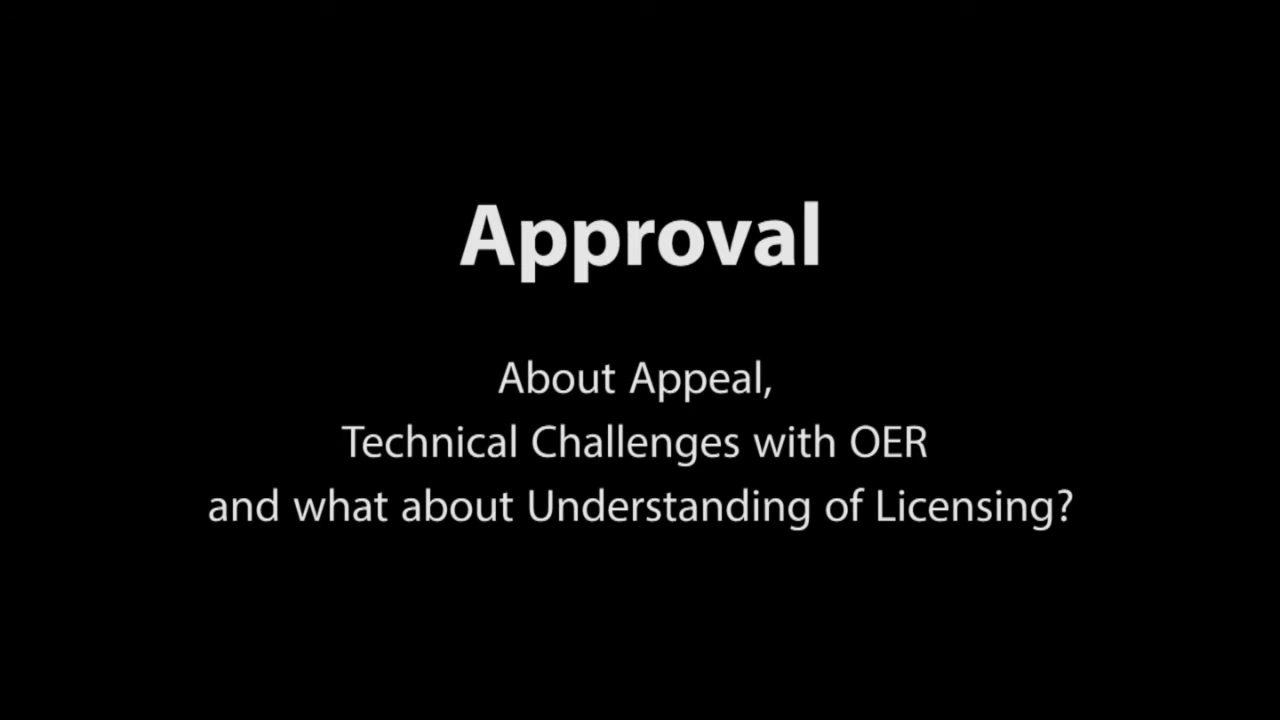 Approval
About Appeal,
Technical Challenges with OER
and what about Understanding of Licensing?